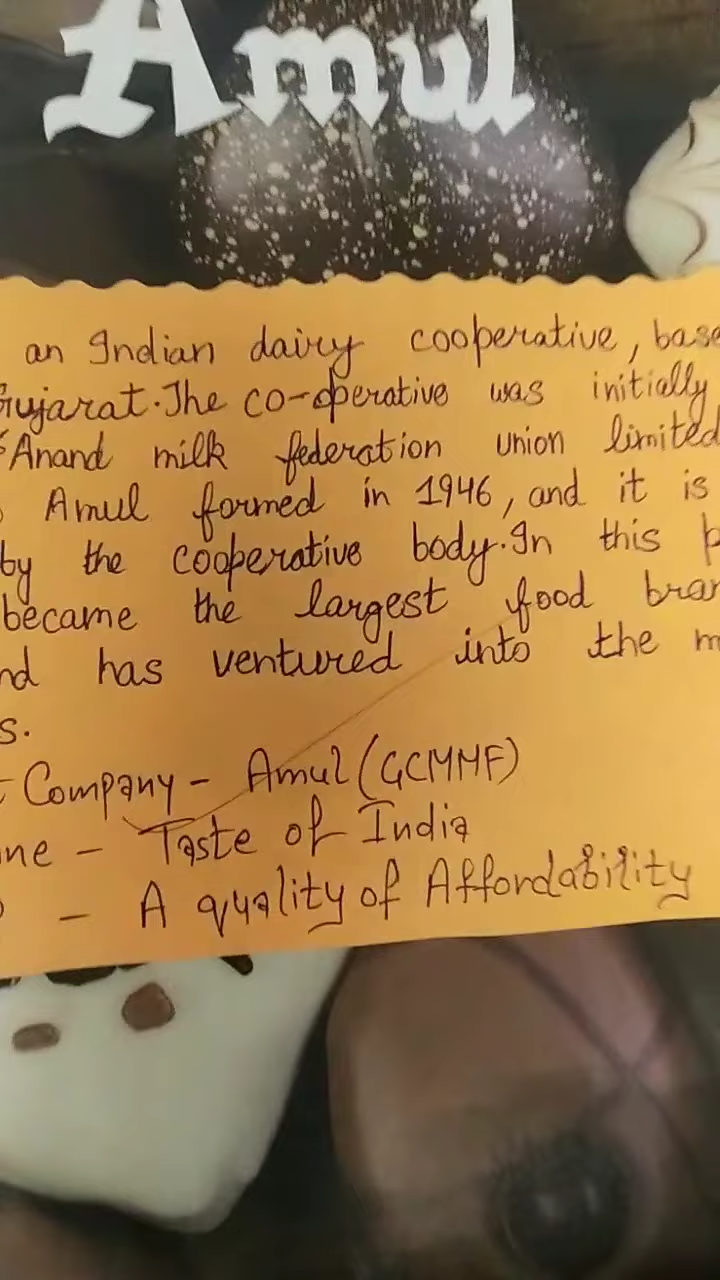 Amul
an Indian dairy cooperative, base
Gujarat. The co-operative was initially
"Anand milk federation union limited
Amul formed in 1946, and it is
by the cooperative body. In this p
became the largest food bran
nd has ventured into the m
s.
t Company - Amul (GCMMF)
ine - Taste of India
- A quality of Affordability